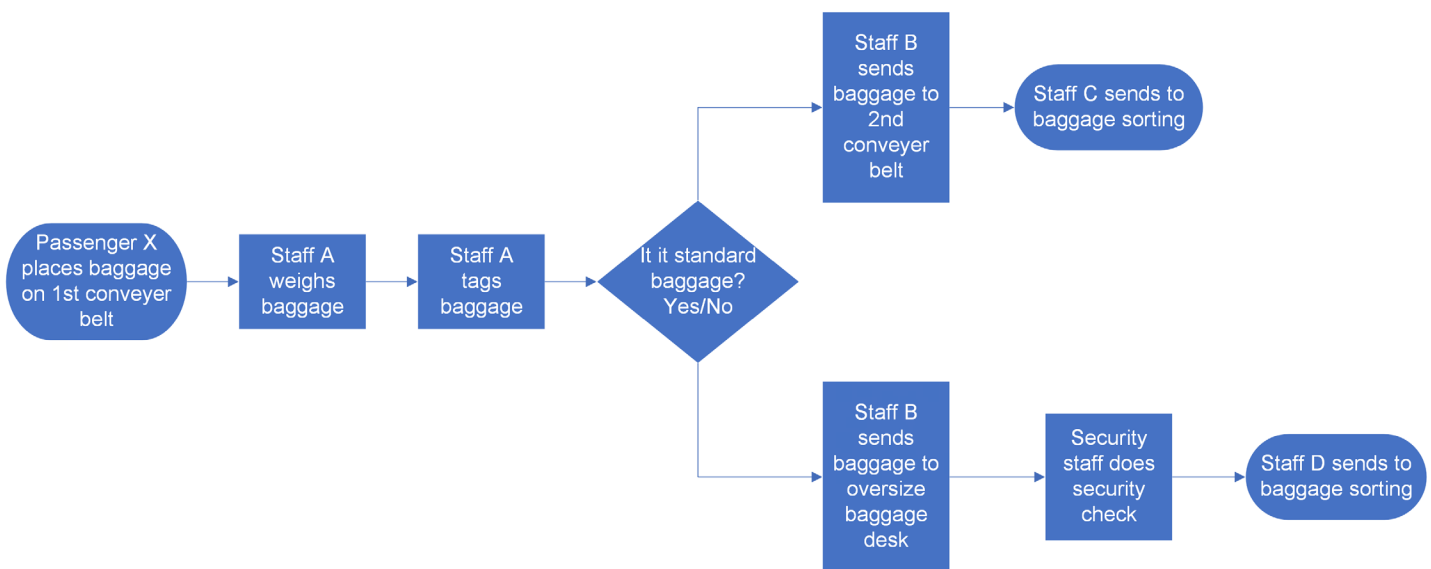 Passenger X
places baggage
on 1st conveyer
belt
Staff A
weighs
baggage
Staff A
tags
baggage
It it standard
baggage?
Yes/No
Staff B
sends
baggage to
2nd
conveyer
belt
Staff C sends to
baggage sorting
Staff B
sends
baggage to
oversize
baggage
desk
Security
staff does
security
check
Staff D sends to
baggage sorting